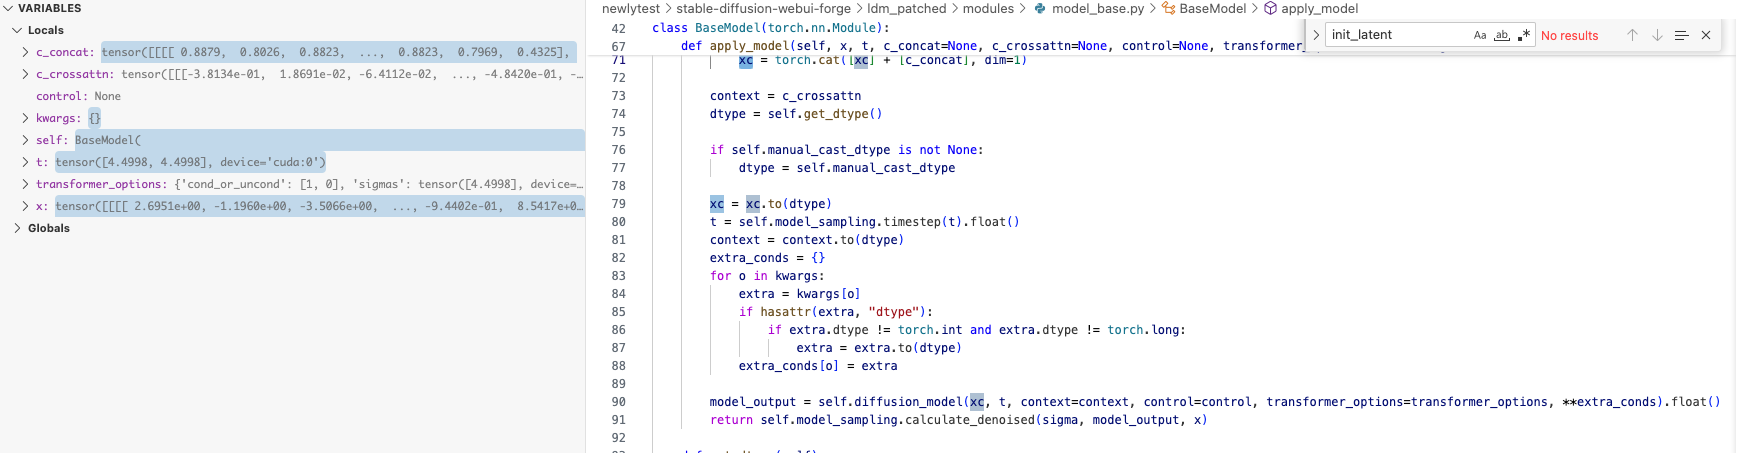 VARIABLES
Locals
c_concat: tensor([[[[ 0.8879, 0.8026, 0.8823, ..., 0.8823, 0.7969, 0.4325],
c_crossattn: tensor([[[-3.8134e-01, 1.8691e-02, -6.4112e-02, ..., -4.8420e-01, -…
control: None
kwargs: {}
self: BaseModel(
t: tensor([4.4998, 4.4998], device='cuda:0')
transformer_options: {'cond_or_uncond': [1, 0], 'sigmas': tensor([4.4998], device=…
x: tensor([[[[ 2.6951e+00, -1.1960e+00, -3.5066e+00, ..., -9.4402e-01, 8.5417e+0…
Globals
newlytest > stable-diffusion-webui-forge > ldm_patched > modules > model_base.py > BaseModel > apply_model
init_latent Aa ab .* No results
42 class BaseModel(torch.nn.Module):
67 def apply_model(self, x, t, c_concat=None, c_crossattn=None, control=None, transformer_
71 xc = torch.cat([xc] + [c_concat], dim=1)
72
73 context = c_crossattn
74 dtype = self.get_dtype()
75
76 if self.manual_cast_dtype is not None:
77 dtype = self.manual_cast_dtype
78
79 xc = xc.to(dtype)
80 t = self.model_sampling.timestep(t).float()
81 context = context.to(dtype)
82 extra_conds = {}
83 for o in kwargs:
84 extra = kwargs[o]
85 if hasattr(extra, "dtype"):
86 if extra.dtype != torch.int and extra.dtype != torch.long:
87 extra = extra.to(dtype)
88 extra_conds[o] = extra
89
90 model_output = self.diffusion_model(xc, t, context=context, control=control, transformer_options=transformer_options, **extra_conds).float()
91 return self.model_sampling.calculate_denoised(sigma, model_output, x)
92